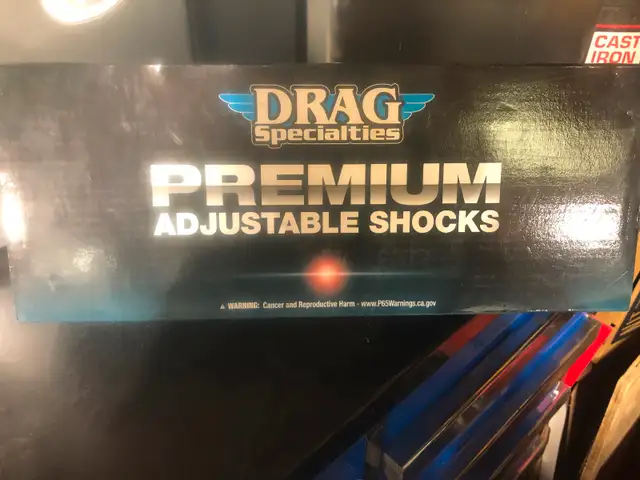 CAST
IRON
DRAG
Specialties
PREMIUM
ADJUSTABLE SHOCKS
▲ WARNING: Cancer and Reproductive Harm - www.P65Warnings.ca.gov